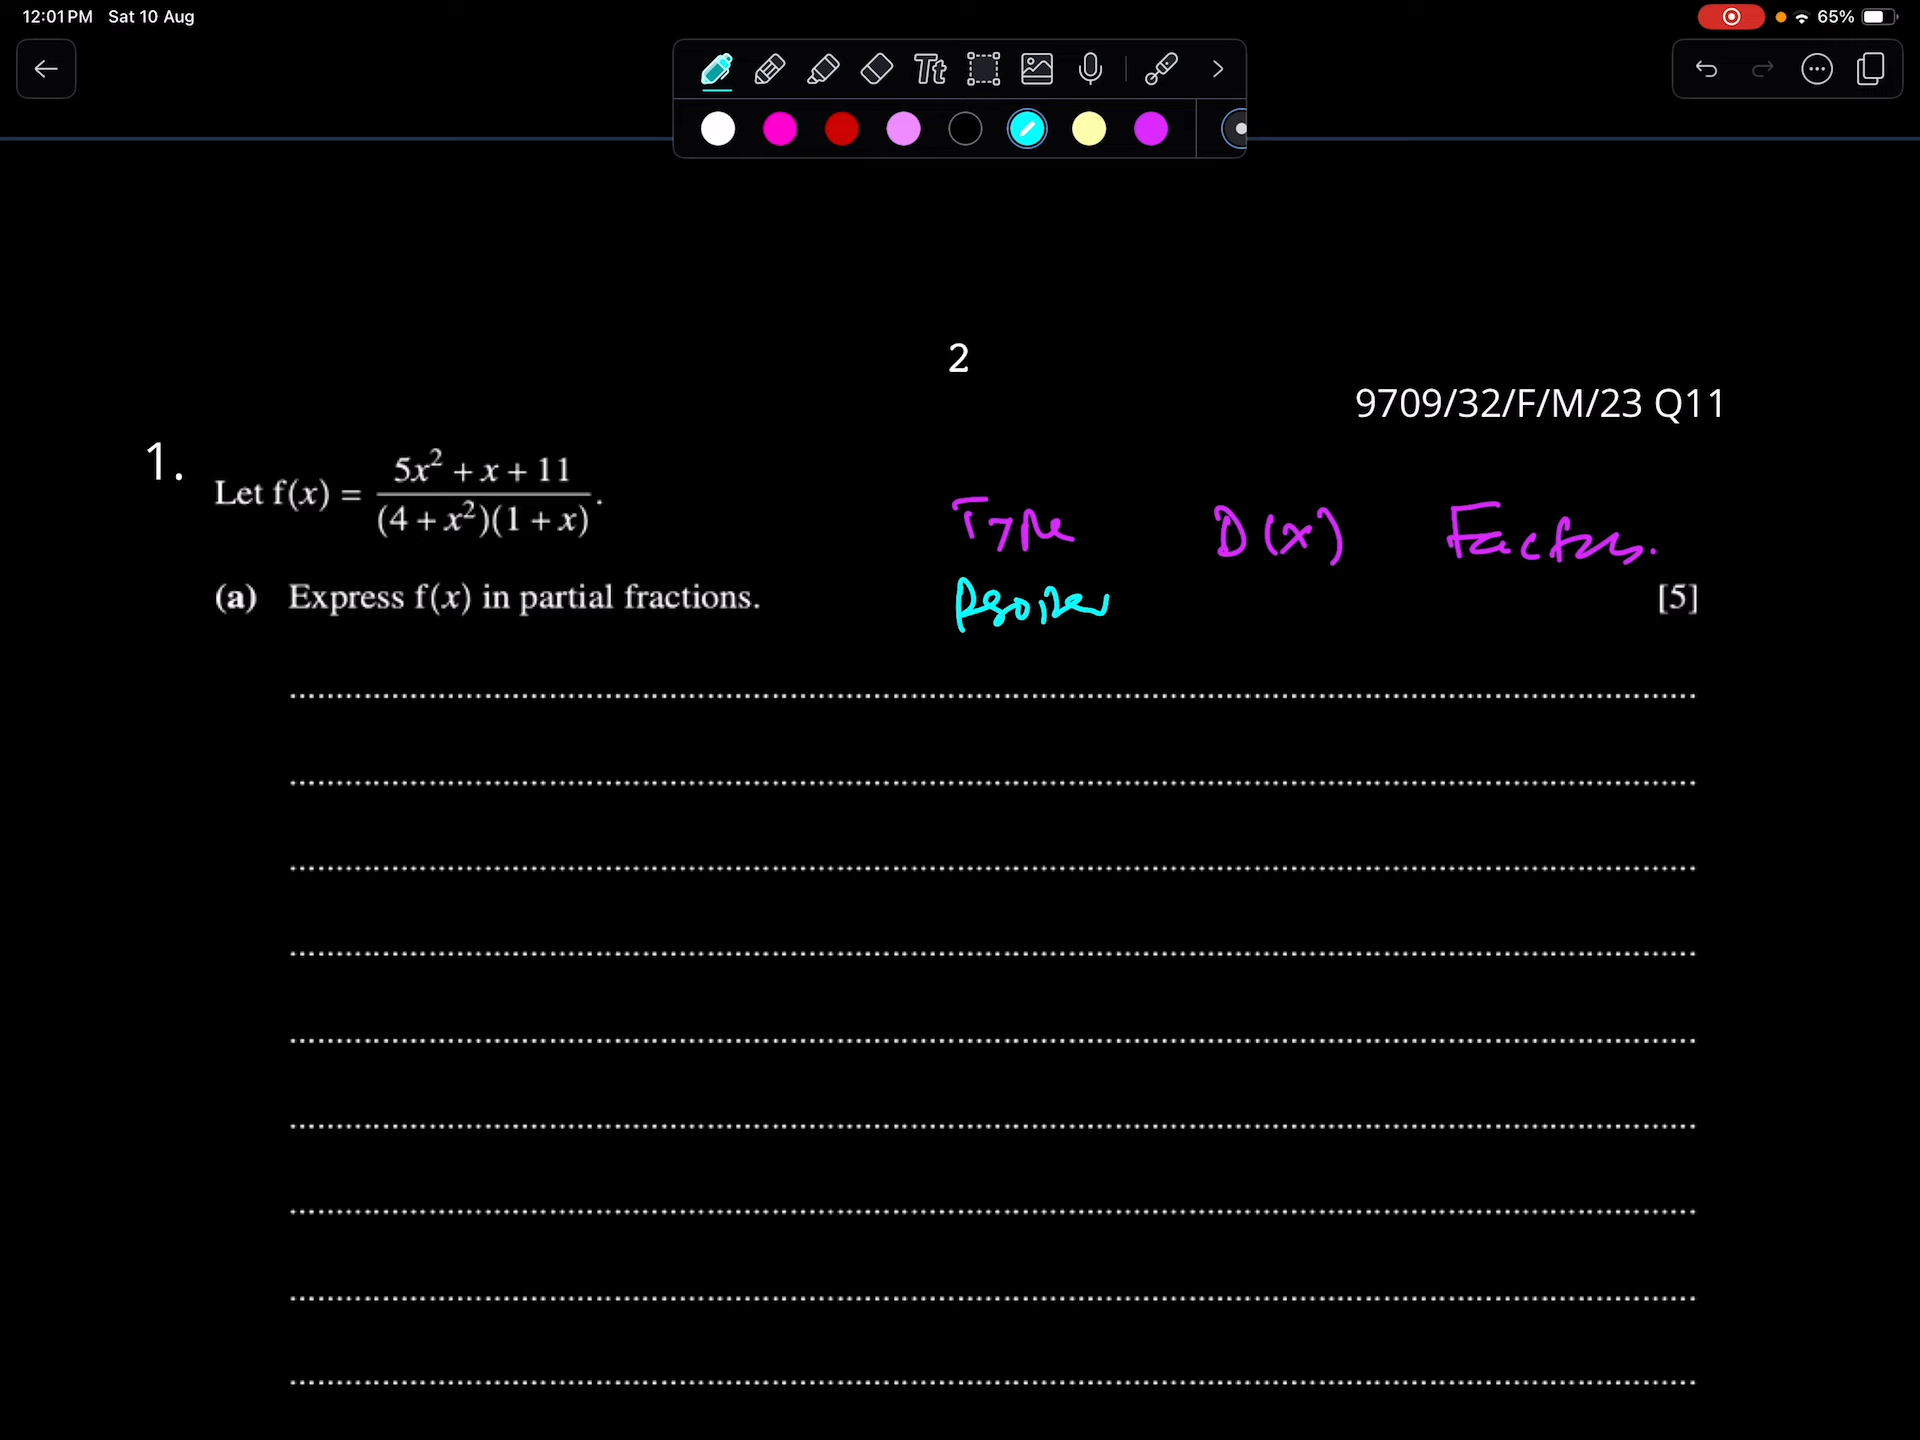 12:01 PM Sat 10 Aug
65%
Tt
2
9709/32/F/M/23 Q11
1.
Let f(x) = (5x² + x + 11) / ((4 + x²)(1 + x)).
Type D(x) Factors.
(a) Express f(x) in partial fractions. [5]